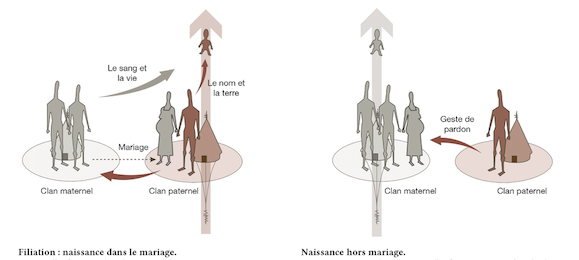 Le sang et
la vie
Le nom et
la terre
Mariage
Clan maternel
Clan paternel
Filiation : naissance dans le mariage.
Geste de
pardon
Clan maternel
Clan paternel
Naissance hors mariage.